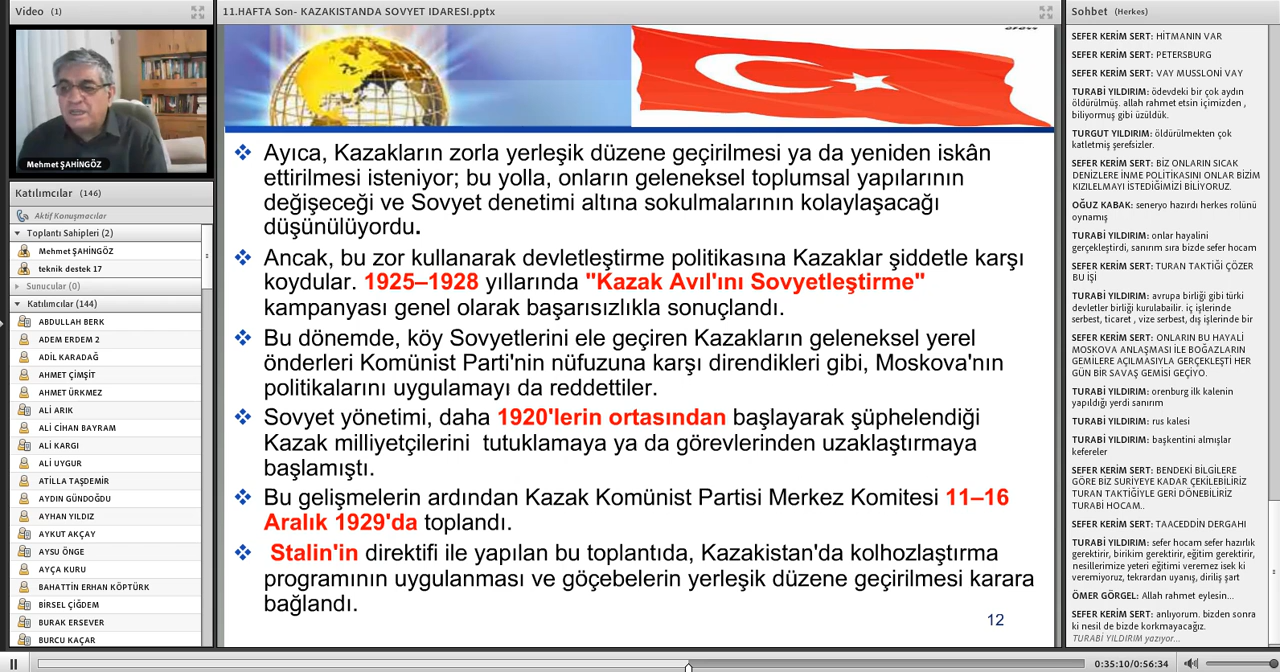 Video (1)
Mehmet ŞAHİNGÖZ
Katılımcılar (146)
Aktif Konuşmacılar
Toplantı Sahipleri (2)
Mehmet ŞAHİNGÖZ
teknik destek 17
Sunucular (0)
Katılımcılar (144)
ABDULLAH BERK
ADEM ERDEM 2
ADİL KARADAĞ
AHMET ÇİMŞİT
AHMET ÜRKMEZ
ALİ ARIK
ALİ CİHAN BAYRAM
ALİ KARGI
ALİ UYGUR
ATİLLA TAŞDEMİR
AYDIN GÜNDOĞDU
AYHAN YILDIZ
AYKUT AKÇAY
AYSU ÖNGE
AYÇA KURU
BAHATTİN ERHAN KÖPTÜRK
BİRSEL ÇİĞDEM
BURAK ERSEVER
BURCU KAÇAR
11.HAFTA Son- KAZAKISTANDA SOVYET IDARESI.pptx
Ayıca, Kazakların zorla yerleşik düzene geçirilmesi ya da yeniden iskân
ettirilmesi isteniyor; bu yolla, onların geleneksel toplumsal yapılarının
değişeceği ve Sovyet denetimi altına sokulmalarının kolaylaşacağı
düşünülüyordu.
Ancak, bu zor kullanarak devletleştirme politikasına Kazaklar şiddetle karşı
koydular. 1925–1928 yıllarında "Kazak Avıl'ını Sovyetleştirme"
kampanyası genel olarak başarısızlıkla sonuçlandı.
Bu dönemde, köy Sovyetlerini ele geçiren Kazakların geleneksel yerel
önderleri Komünist Parti'nin nüfuzuna karşı direndikleri gibi, Moskova'nın
politikalarını uygulamayı da reddettiler.
Sovyet yönetimi, daha 1920'lerin ortasından başlayarak şüphelendiği
Kazak milliyetçilerini tutuklamaya ya da görevlerinden uzaklaştırmaya
başlamıştı.
Bu gelişmelerin ardından Kazak Komünist Partisi Merkez Komitesi 11–16
Aralık 1929'da toplandı.
Stalin'in direktifi ile yapılan bu toplantıda, Kazakistan'da kolhozlaştırma
programının uygulanması ve göçebelerin yerleşik düzene geçirilmesi karara
bağlandı.
12
Sohbet (Herkes)
SEFER KERİM SERT: HİTMANIN VAR
SEFER KERİM SERT: PETERSBURG
SEFER KERİM SERT: VAY MUSSLONİ VAY
TURABİ YILDIRIM: ödevdeki bir çok aydın
öldürülmüş. allah rahmet etsin içimizden ,
biliyormuş gibi üzüldük.
TURGUT YILDIRIM: öldürülmekten çok
katletmiş şerefsizler.
SEFER KERİM SERT: BİZ ONLARIN SICAK
DENİZLERE İNME POLİTİKASINI ONLAR BİZİM
KIZILELMAYI İSTEDİĞİMİZİ BİLİYORUZ.
OĞUZ KABAK: seneryo hazırdı herkes rolünü
oynamış
TURABİ YILDIRIM: onlar hayalini
gerçekleştirdi, sanırım sıra bizde sefer hocam
SEFER KERİM SERT: TURAN TAKTİĞİ ÇÖZER
BU İŞİ
TURABİ YILDIRIM: avrupa birliği gibi türki
devletler birliği kurulabilir. iç işlerinde
serbest, ticaret , vize serbest, dış işlerinde bir
SEFER KERİM SERT: ONLARIN BU HAYALİ
MOSKOVA ANLAŞMASI İLE BOĞAZLARIN
GEMİLERE AÇILMASIYLA GERÇEKLEŞTİ HER
GÜN BİR SAVAŞ GEMİSİ GEÇİYO.
TURABİ YILDIRIM: orenburg ilk kalenin
yapıldığı yerdi sanırım
TURABİ YILDIRIM: rus kalesi
TURABİ YILDIRIM: başkentini almışlar
kefereler
SEFER KERİM SERT: BENDEKİ BİLGİLERE
GÖRE BİZ SURİYEYE KADAR ÇEKİLEBİLİRİZ
TURAN TAKTİĞİYLE GERİ DÖNEBİLİRİZ
TURABİ HOCAM..
SEFER KERİM SERT: TAACEDDİN DERGAHI
TURABİ YILDIRIM: sefer hocam sefer hazırlık
gerektirir, birikim gerektirir, eğitim gerektirir,
nesillerimize yeteri eğitimi veremez isek ki
veremiyoruz, tekrardan uyanış, diriliş şart
ÖMER GÖRGEL: Allah rahmet eylesin...
SEFER KERİM SERT: anlıyorum. bizden sonra
ki nesil de bizde korkmayacağız.
TURABİ YILDIRIM yazıyor...
0:35:10/0:56:34